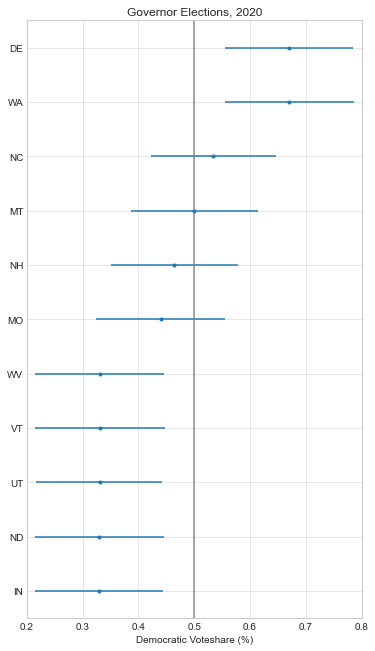 Governor Elections, 2020
DE
WA
NC
MT
NH
MO
WV
VT
UT
ND
IN
0.2 0.3 0.4 0.5 0.6 0.7 0.8
Democratic Voteshare (%)